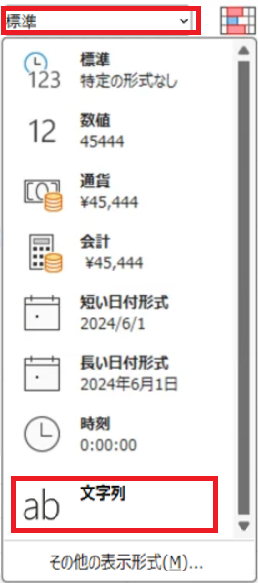 標準
123
標準
特定の形式なし
12
数値
45444
通貨
¥45,444
会計
¥45,444
短い日付形式
2024/6/1
長い日付形式
2024年6月1日
時刻
0:00:00
ab
文字列
その他の表示形式(M)...